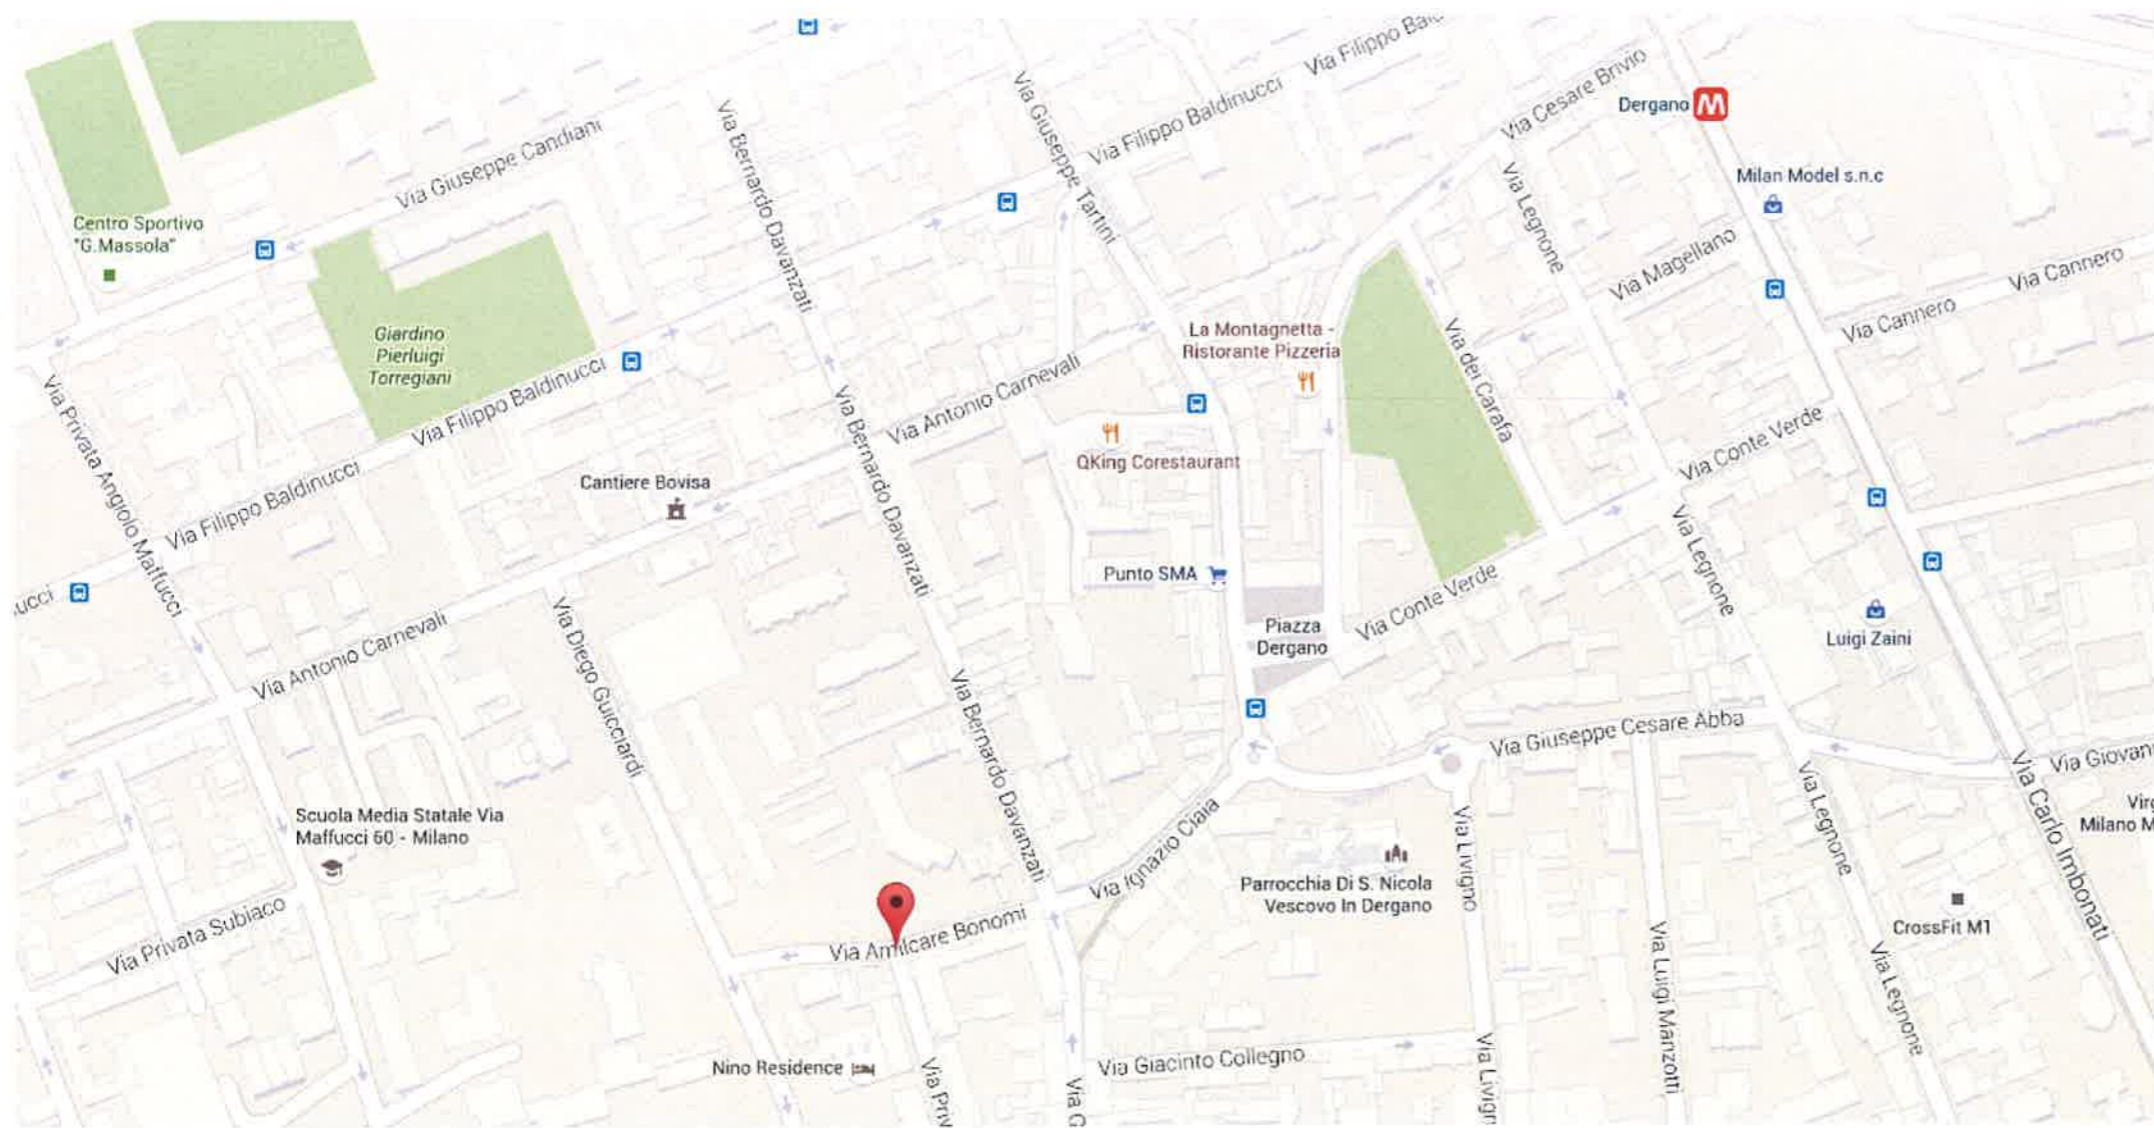 Via Filippo Bald
Via Cesare Brivio
Dergano M
Via Giuseppe Tartini
Via Filippo Baldinucci
Via Bernardo Davanzati
Via Giuseppe Candiani
Milan Model s.n.c
Via Legnone
Centro Sportivo
"G.Massola"
Via Magellano
Via Cannero
Via Cannero
Giardino
Pierluigi
Torregiani
La Montagnetta -
Ristorante Pizzeria
Via dei Carafa
Via Privata Angiolo Maffucci
Via Filippo Baldinucci
Via Antonio Carnevali
Via Bernardo Davanzati
QKing Corestaurant
Via Conte Verde
Via Filippo Baldinucci
Cantiere Bovisa
Via Legnone
Punto SMA
Via Conte Verde
ucci
Piazza
Dergano
Luigi Zaini
Via Antonio Carnevali
Via Diego Guicciardi
Via Bernardo Davanzati
Via Giuseppe Cesare Abba
Via Giovan
Via Carlo Imbonati
Via Legnone
Scuola Media Statale Via
Maffucci 60 - Milano
Via Ignazio Ciaia
Via Livigno
Virg
Milano M
Parrocchia Di S. Nicola
Vescovo In Dergano
Via Privata Subiaco
Via Amilcare Bonomi
CrossFit M1
Via Luigi Manzotti
Via Legnone
Nino Residence
Via Priv
Via G
Via Giacinto Collegno
Via Livign